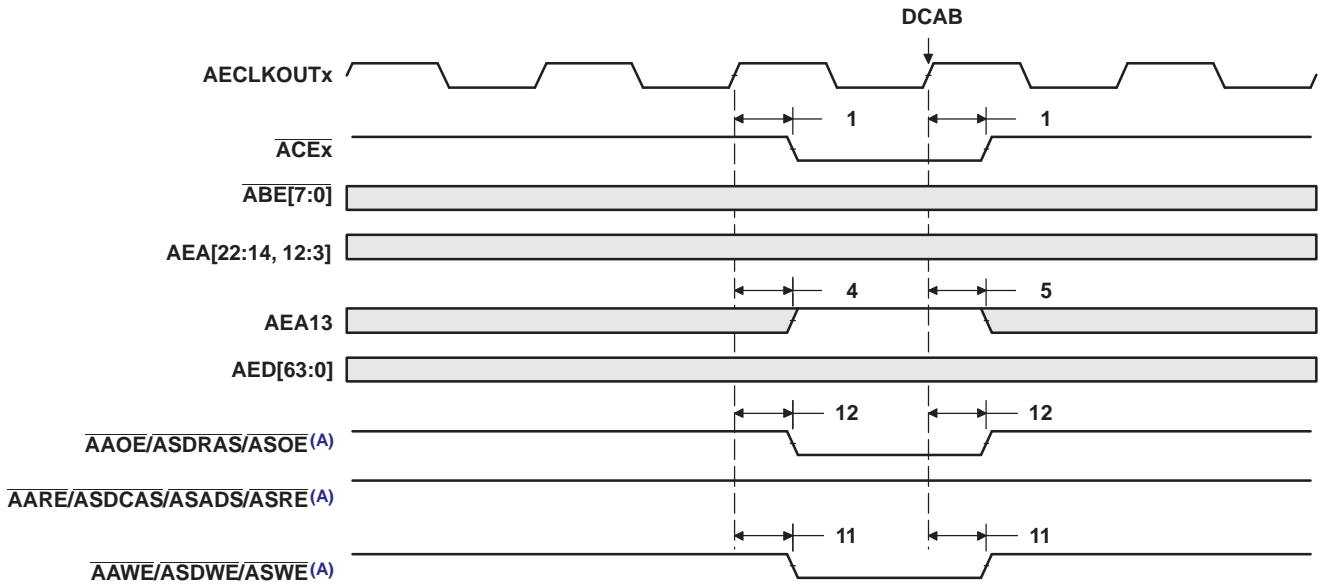 DCAB
AECLKOUTx
1 1
ACEx
ABE[7:0]
AEA[22:14, 12:3]
4 5
AEA13
AED[63:0]
12 12
AAOE/ASDRAS/ASOE(A)
AARE/ASDCAS/ASADS/ASRE(A)
11 11
AAWE/ASDWE/ASWE(A)